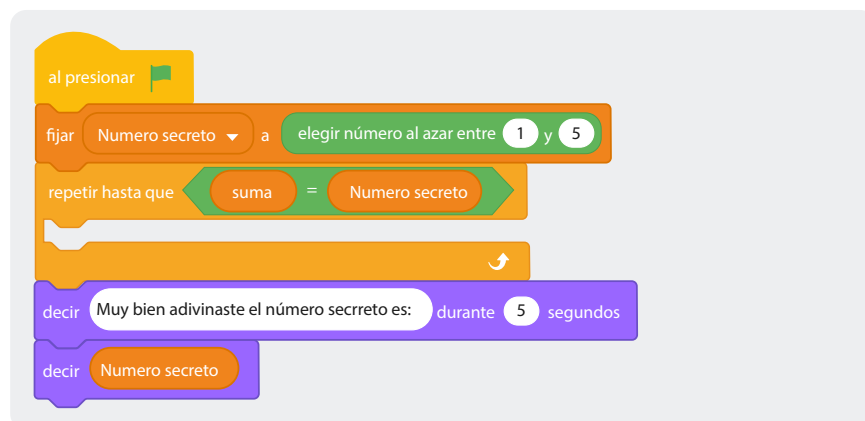 al presionar
fijar Numero secreto a elegir número al azar entre 1 y 5
repetir hasta que suma = Numero secreto
decir Muy bien adivinaste el número secrreto es: durante 5 segundos
decir Numero secreto